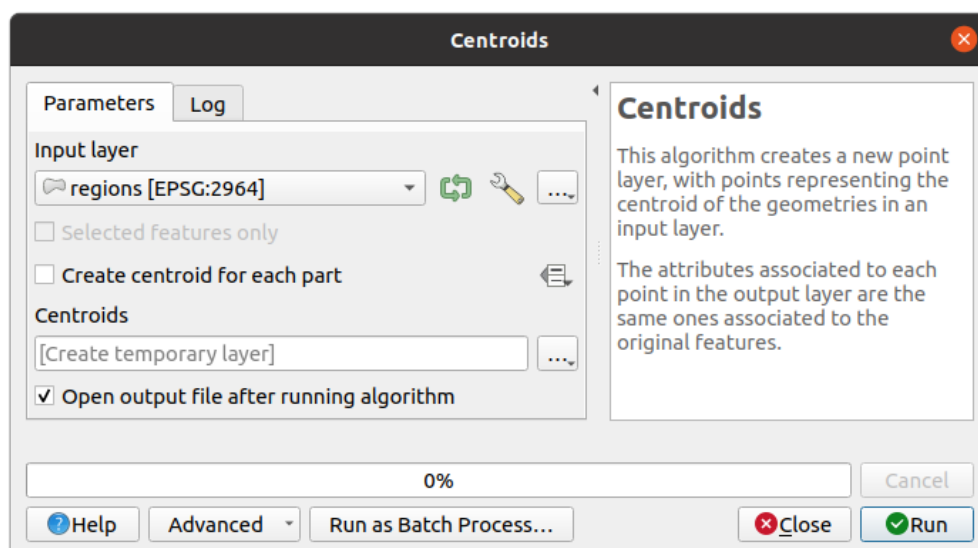 Centroids
Parameters
Log
Input layer
regions [EPSG:2964]
...
Selected features only
Create centroid for each part
Centroids
[Create temporary layer]
...
Open output file after running algorithm
Centroids
This algorithm creates a new point
layer, with points representing the
centroid of the geometries in an
input layer.
The attributes associated to each
point in the output layer are the
same ones associated to the
original features.
0%
Cancel
Help
Advanced
Run as Batch Process...
Close
Run